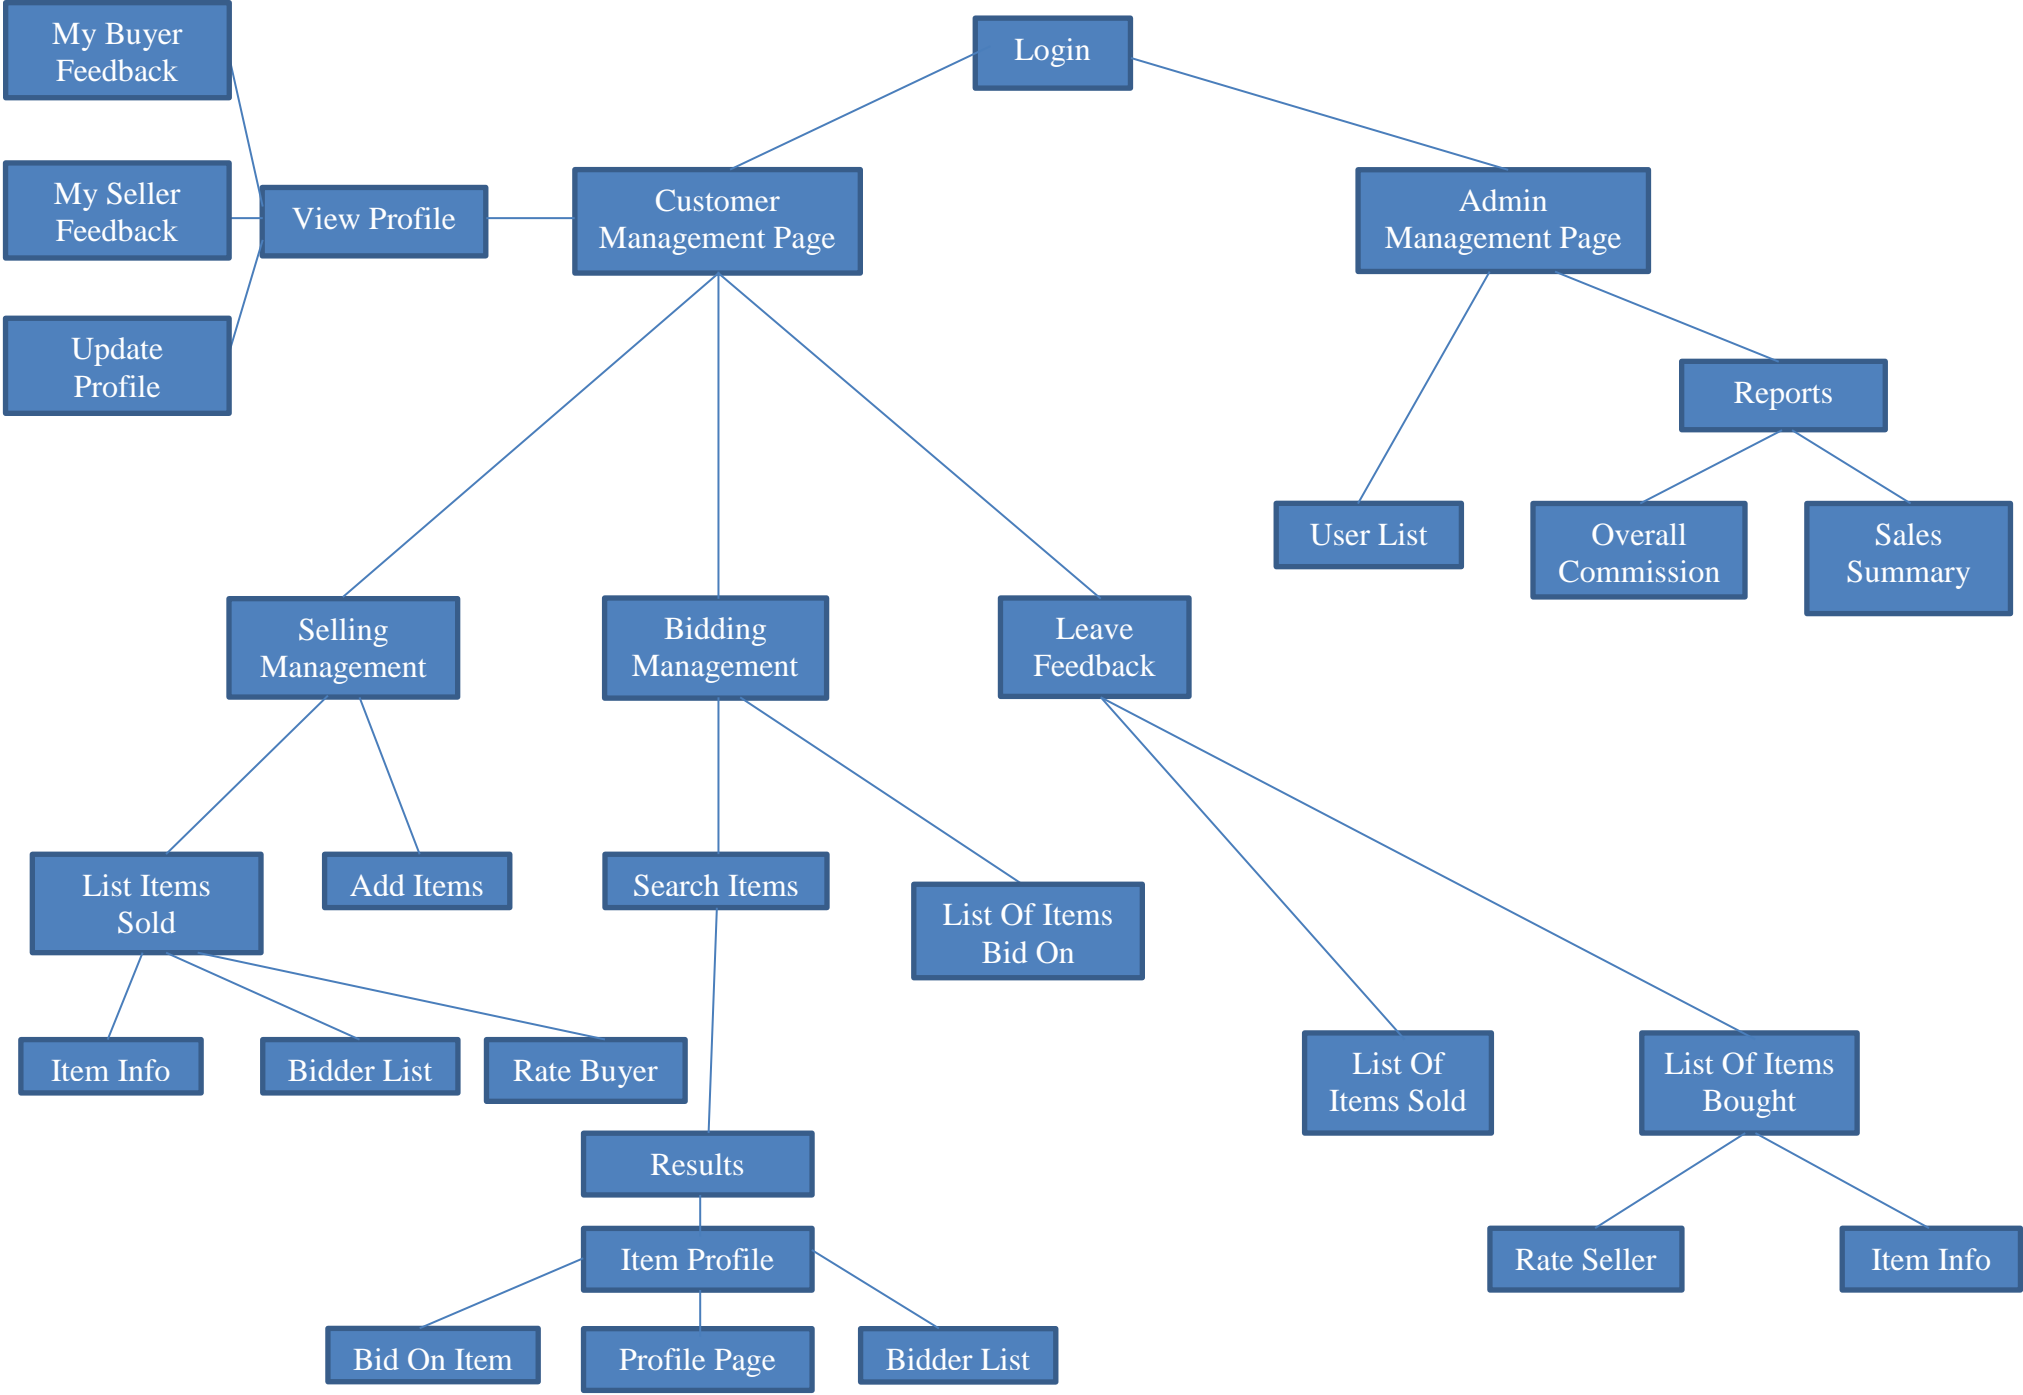 My Buyer
Feedback
Login
My Seller
Feedback
View Profile
Customer
Management Page
Admin
Management Page
Update
Profile
Reports
User List
Overall
Commission
Sales
Summary
Selling
Management
Bidding
Management
Leave
Feedback
List Items
Sold
Add Items
Search Items
List Of Items
Bid On
Item Info
Bidder List
Rate Buyer
List Of
Items Sold
List Of Items
Bought
Results
Item Profile
Rate Seller
Item Info
Bid On Item
Profile Page
Bidder List